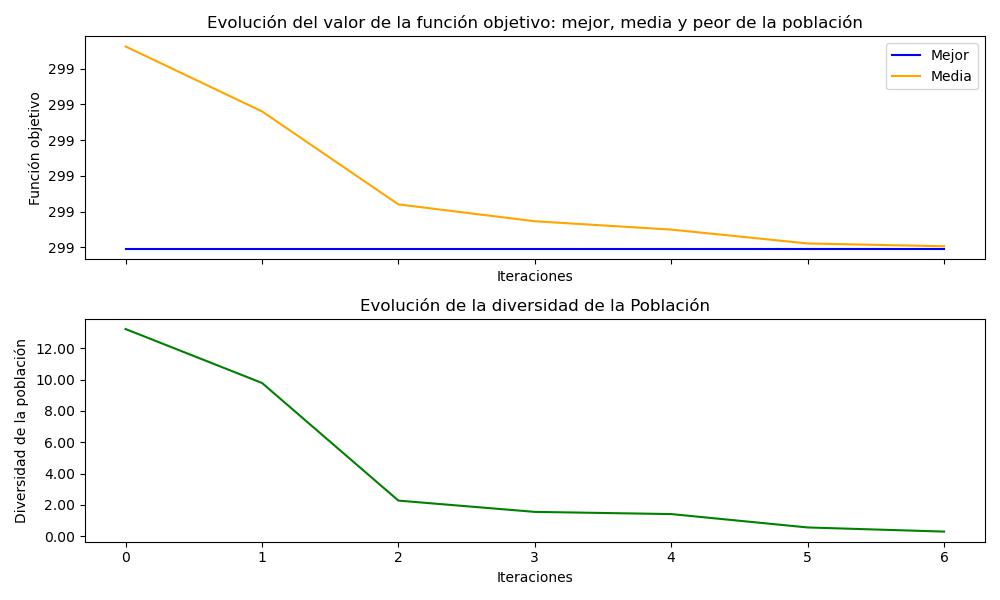 Evolución del valor de la función objetivo: mejor, media y peor de la población
Mejor
Media
299
299
299
299
299
299
Función objetivo
Iteraciones
Evolución de la diversidad de la Población
12.00
10.00
8.00
6.00
4.00
2.00
0.00
Diversidad de la población
0 1 2 3 4 5 6
Iteraciones